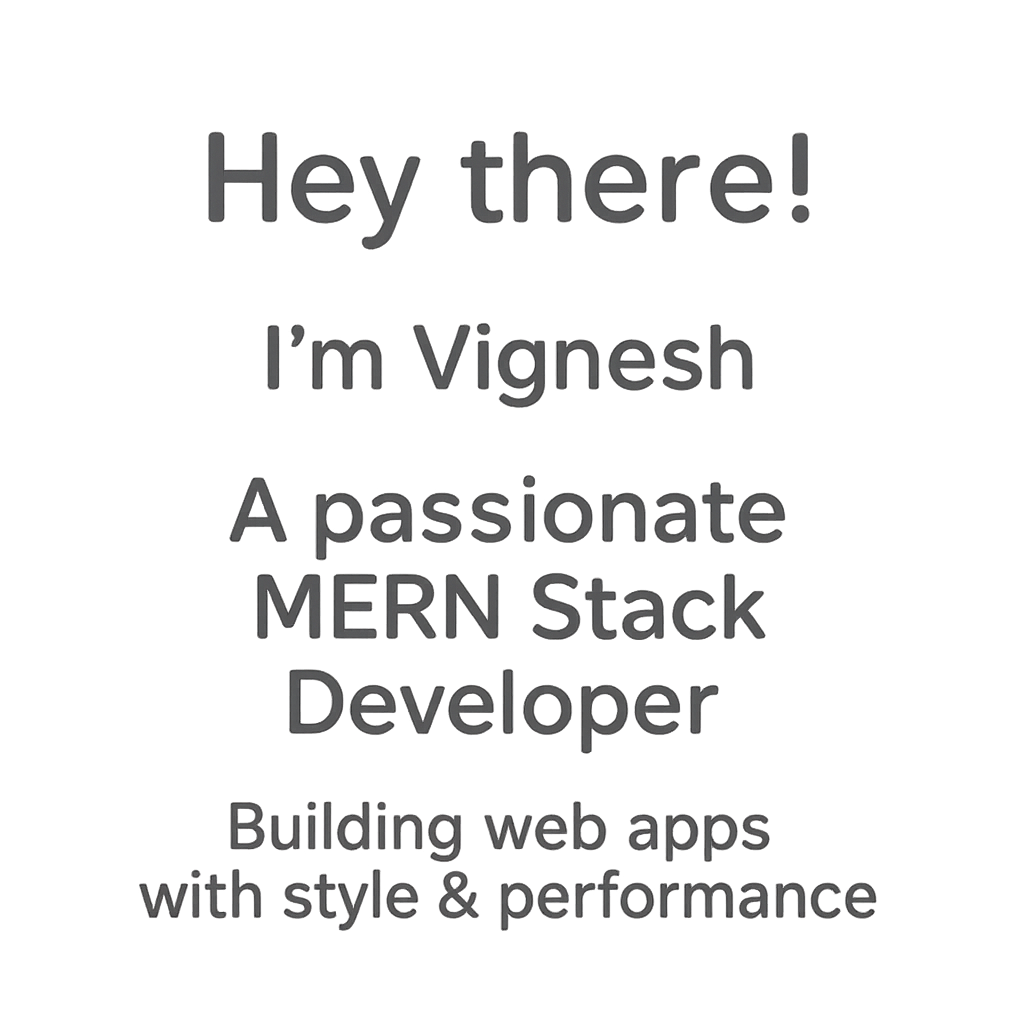 Hey there!
I’m Vignesh
A passionate
MERN Stack
Developer
Building web apps
with style & performance